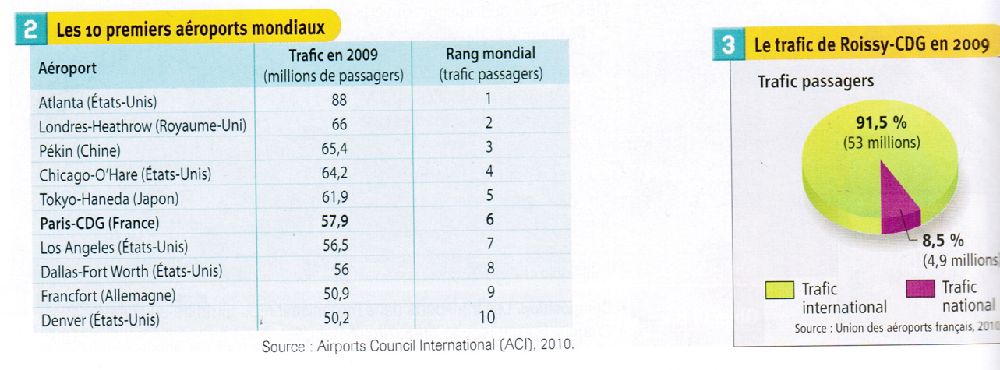 2 Les 10 premiers aéroports mondiaux
Aéroport Trafic en 2009 (millions de passagers) Rang mondial (trafic passagers)
Atlanta (États-Unis) 88 1
Londres-Heathrow (Royaume-Uni) 66 2
Pékin (Chine) 65,4 3
Chicago-O'Hare (États-Unis) 64,2 4
Tokyo-Haneda (Japon) 61,9 5
Paris-CDG (France) 57,9 6
Los Angeles (États-Unis) 56,5 7
Dallas-Fort Worth (États-Unis) 56 8
Francfort (Allemagne) 50,9 9
Denver (États-Unis) 50,2 10
Source : Airports Council International (ACI), 2010.
3 Le trafic de Roissy-CDG en 2009
Trafic passagers
91,5 %
(53 millions)
8,5 %
(4,9 millions
Trafic international
Trafic national
Source : Union des aéroports français, 2010